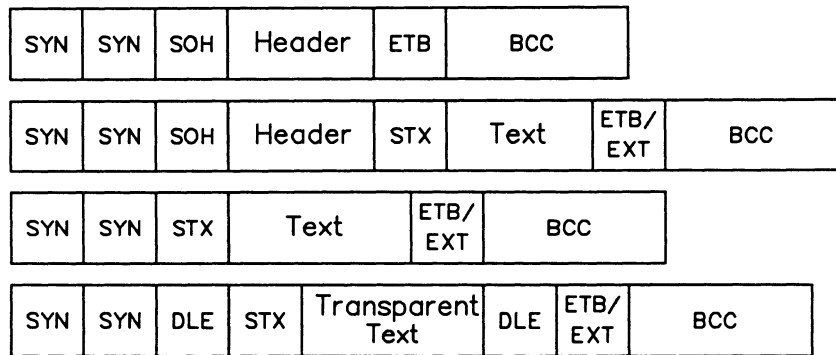 SYN SYN SOH Header ETB BCC
SYN SYN SOH Header STX Text ETB/ EXT BCC
SYN SYN STX Text ETB/ EXT BCC
SYN SYN DLE STX Transparent Text DLE ETB/ EXT BCC